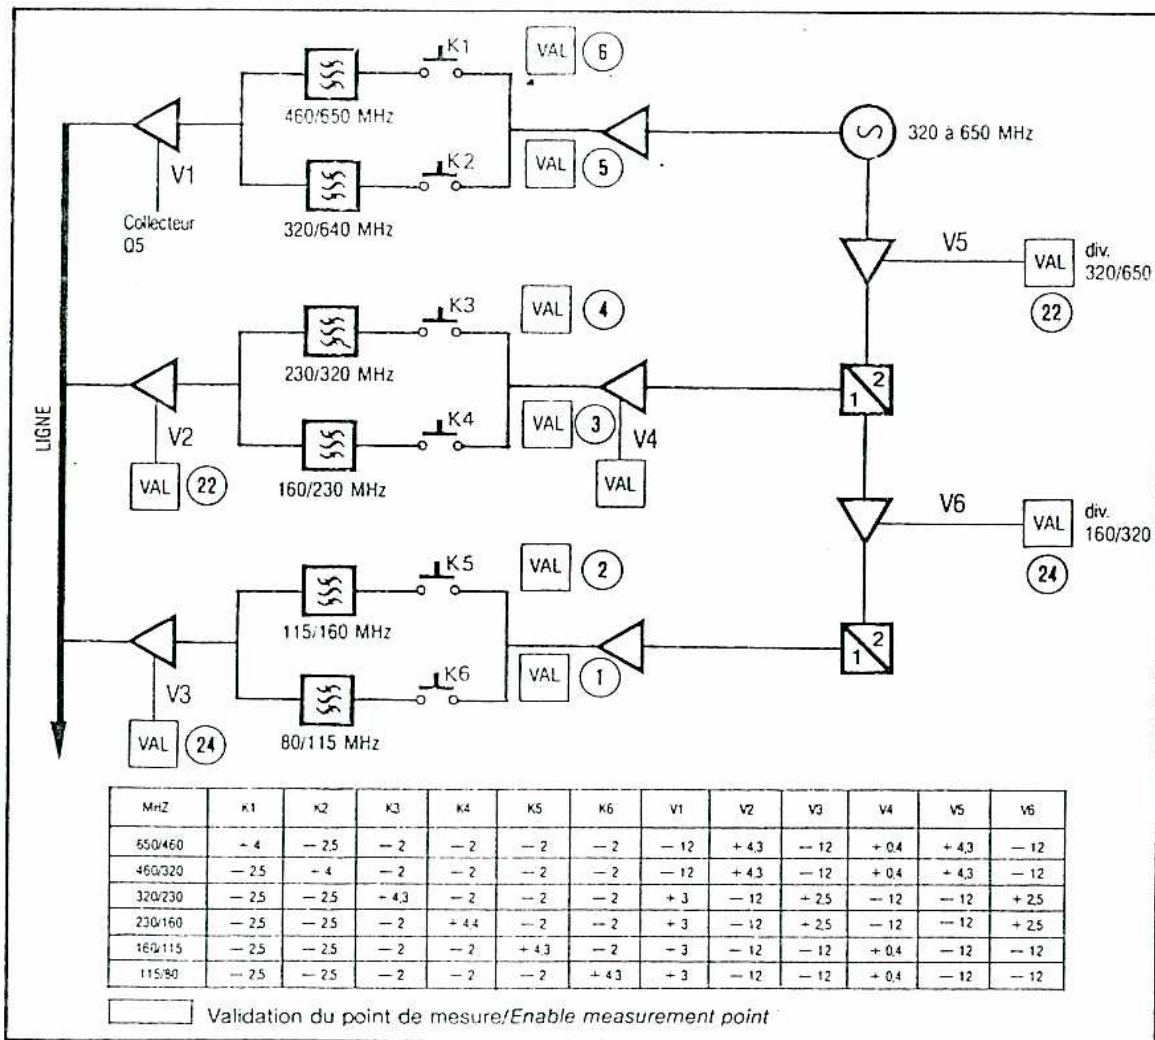 K1
VAL 6
460/650 MHz
320 à 650 MHz
V1
K2
VAL 5
Collecteur
Q5
320/640 MHz
V5
VAL
div.
320/650
22
K3
VAL 4
230/320 MHz
2
1
LIGNE
V2
K4
VAL 3
V4
VAL 22
160/230 MHz
VAL
V6
VAL
div.
160/320
24
K5
VAL 2
115/160 MHz
2
1
V3
K6
VAL 1
VAL 24
80/115 MHz
MHZ K1 K2 K3 K4 K5 K6 V1 V2 V3 V4 V5 V6
650/460 + 4 — 2,5 — 2 — 2 — 2 — 2 — 12 + 4,3 — 12 + 0,4 + 4,3 — 12
460/320 — 2,5 + 4 — 2 — 2 — 2 — 2 — 12 + 4,3 — 12 + 0,4 + 4,3 — 12
320/230 — 2,5 — 2,5 + 4,3 — 2 — 2 — 2 + 3 — 12 + 2,5 — 12 — 12 + 2,5
230/160 — 2,5 — 2,5 — 2 + 4,4 — 2 — 2 + 3 — 12 + 2,5 — 12 — 12 + 2,5
160/115 — 2,5 — 2,5 — 2 — 2 + 4,3 — 2 + 3 — 12 — 12 + 0,4 — 12 — 12
115/80 — 2,5 — 2,5 — 2 — 2 — 2 + 4,3 + 3 — 12 — 12 + 0,4 — 12 — 12
Validation du point de mesure/Enable measurement point